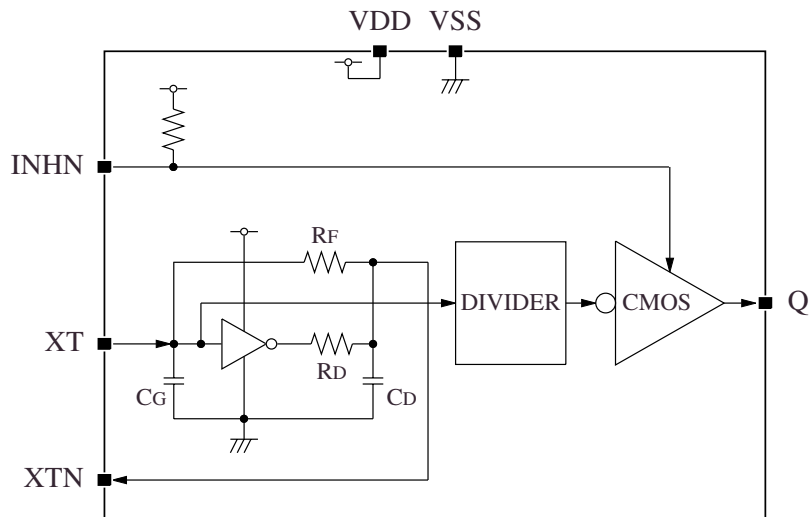 VDD VSS
INHN
RF
DIVIDER
CMOS
Q
XT
RD
CG
CD
XTN